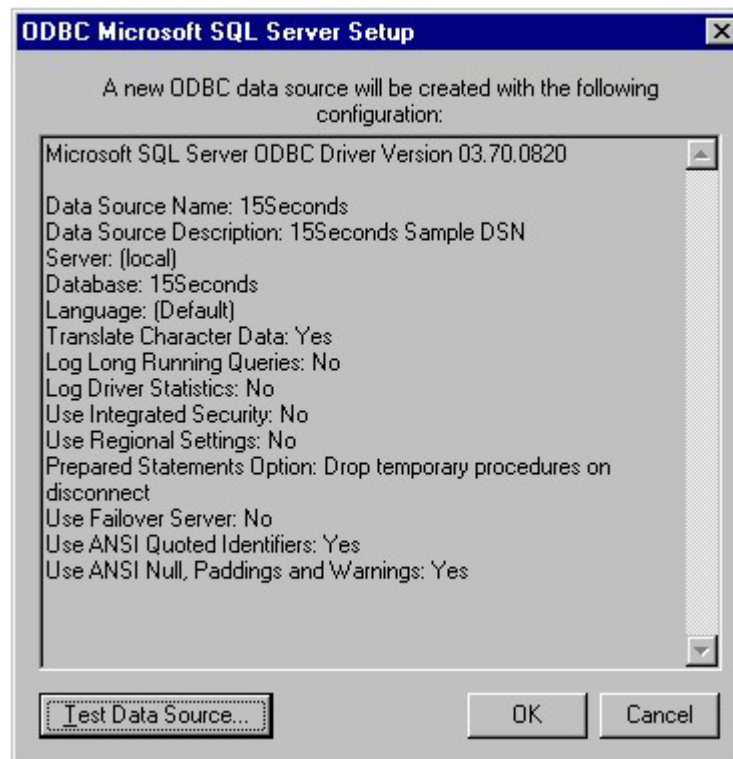 ODBC Microsoft SQL Server Setup
A new ODBC data source will be created with the following
configuration:
Microsoft SQL Server ODBC Driver Version 03.70.0820
Data Source Name: 15Seconds
Data Source Description: 15Seconds Sample DSN
Server: (local)
Database: 15Seconds
Language: (Default)
Translate Character Data: Yes
Log Long Running Queries: No
Log Driver Statistics: No
Use Integrated Security: No
Use Regional Settings: No
Prepared Statements Option: Drop temporary procedures on
disconnect
Use Failover Server: No
Use ANSI Quoted Identifiers: Yes
Use ANSI Null, Paddings and Warnings: Yes
Test Data Source... OK Cancel